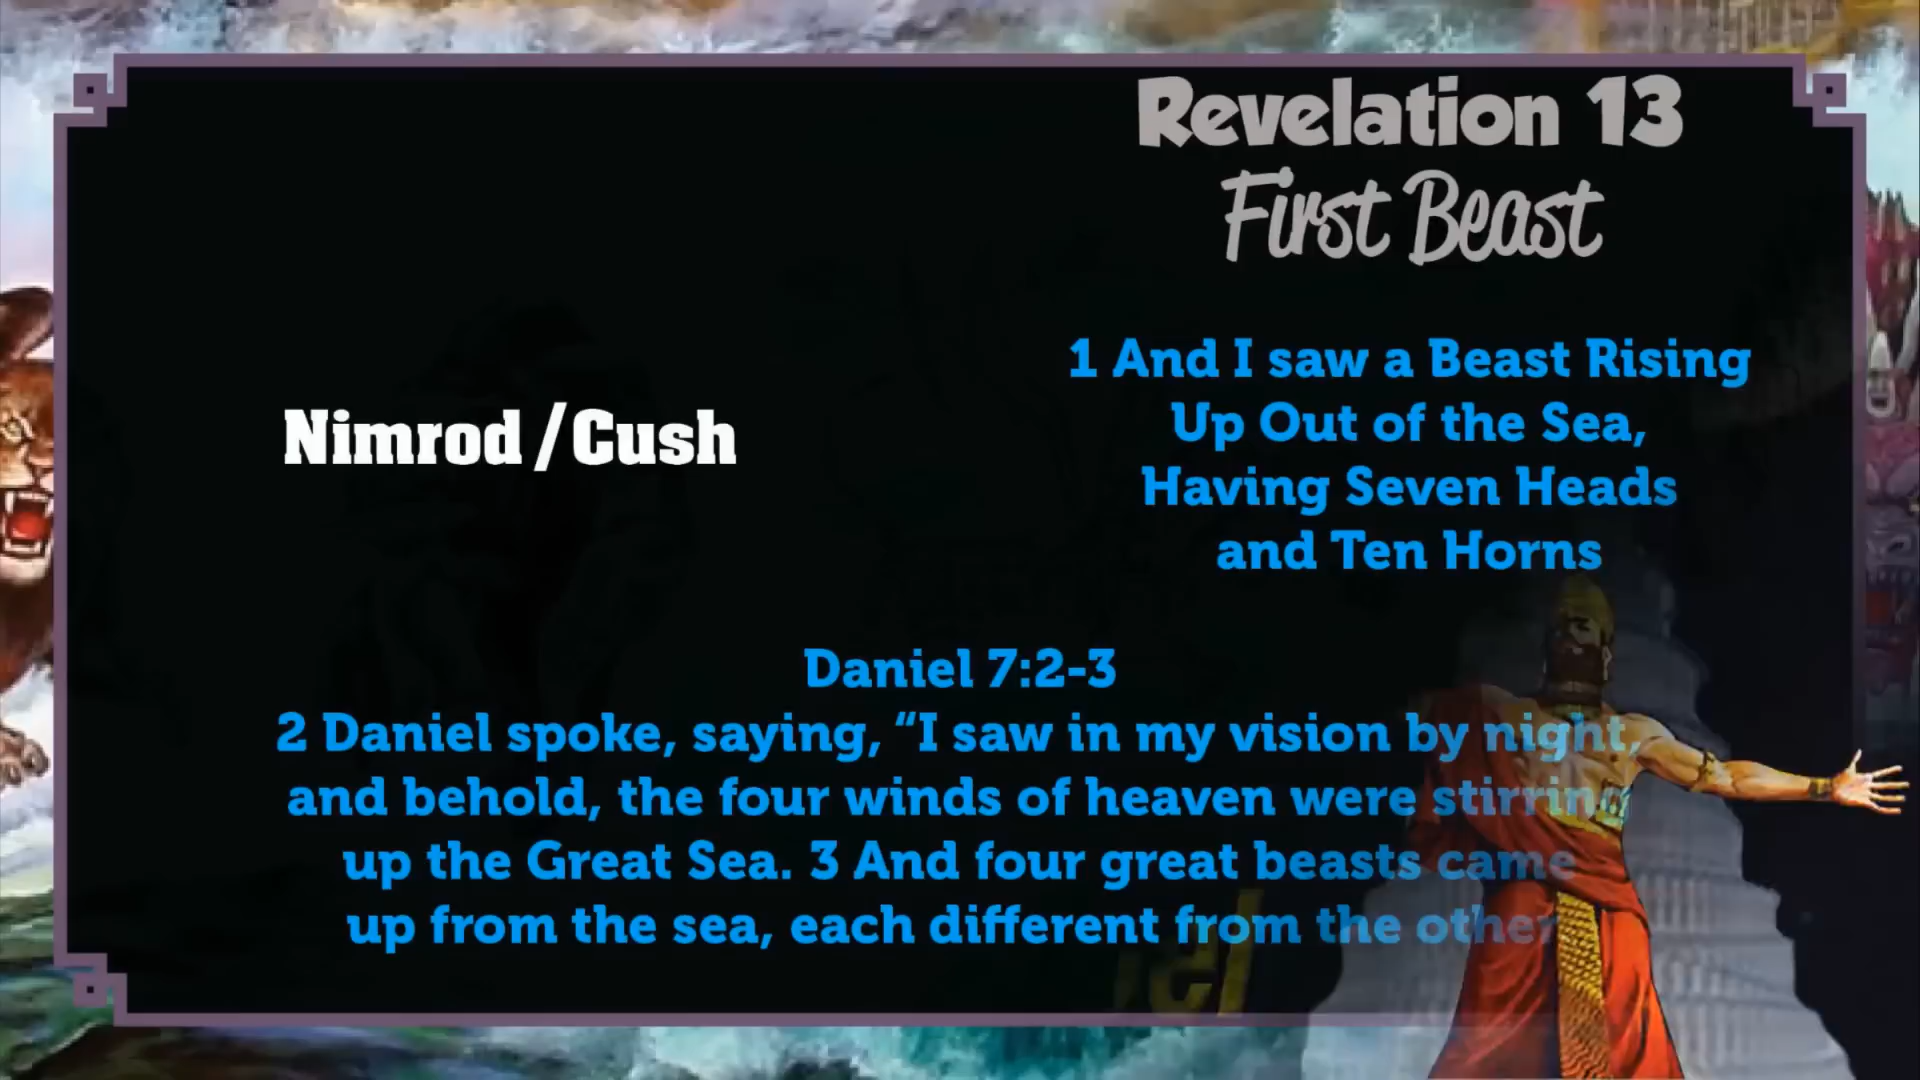 Revelation 13
First Beast
1 And I saw a Beast Rising
Up Out of the Sea,
Having Seven Heads
and Ten Horns
Nimrod / Cush
Daniel 7:2-3
2 Daniel spoke, saying, “I saw in my vision by night,
and behold, the four winds of heaven were stirring
up the Great Sea. 3 And four great beasts came
up from the sea, each different from the other